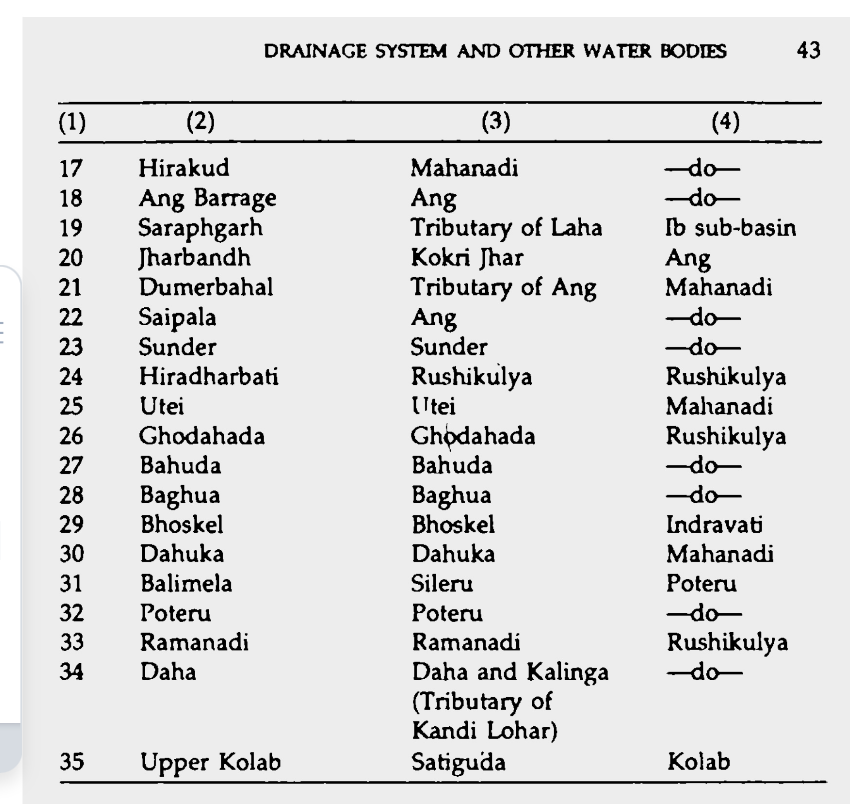 DRAINAGE SYSTEM AND OTHER WATER BODIES 43
(1) (2) (3) (4)
17 Hirakud Mahanadi —do—
18 Ang Barrage Ang —do—
19 Saraphgarh Tributary of Laha Ib sub-basin
20 Jharbandh Kokri Jhar Ang
21 Dumerbahal Tributary of Ang Mahanadi
22 Saipala Ang —do—
23 Sunder Sunder —do—
24 Hiradharbati Rushikulya Rushikulya
25 Utei Utei Mahanadi
26 Ghodahada Ghodahada Rushikulya
27 Bahuda Bahuda —do—
28 Baghua Baghua —do—
29 Bhoskel Bhoskel Indravati
30 Dahuka Dahuka Mahanadi
31 Balimela Sileru Poteru
32 Poteru Poteru —do—
33 Ramanadi Ramanadi Rushikulya
34 Daha Daha and Kalinga —do—
(Tributary of
Kandi Lohar)
35 Upper Kolab Satiguda Kolab